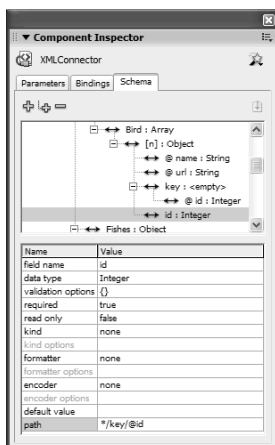 Component Inspector
XMLConnector
Parameters Bindings Schema
Bird : Array
[n] : Object
@ name : String
@ url : String
key : <empty>
@ id : Integer
id : Integer
Fishes : Object
Name Value
field name id
data type Integer
validation options {}
required true
read only false
kind none
kind options
formatter none
formatter options
encoder none
encoder options
default value
path */key/@id